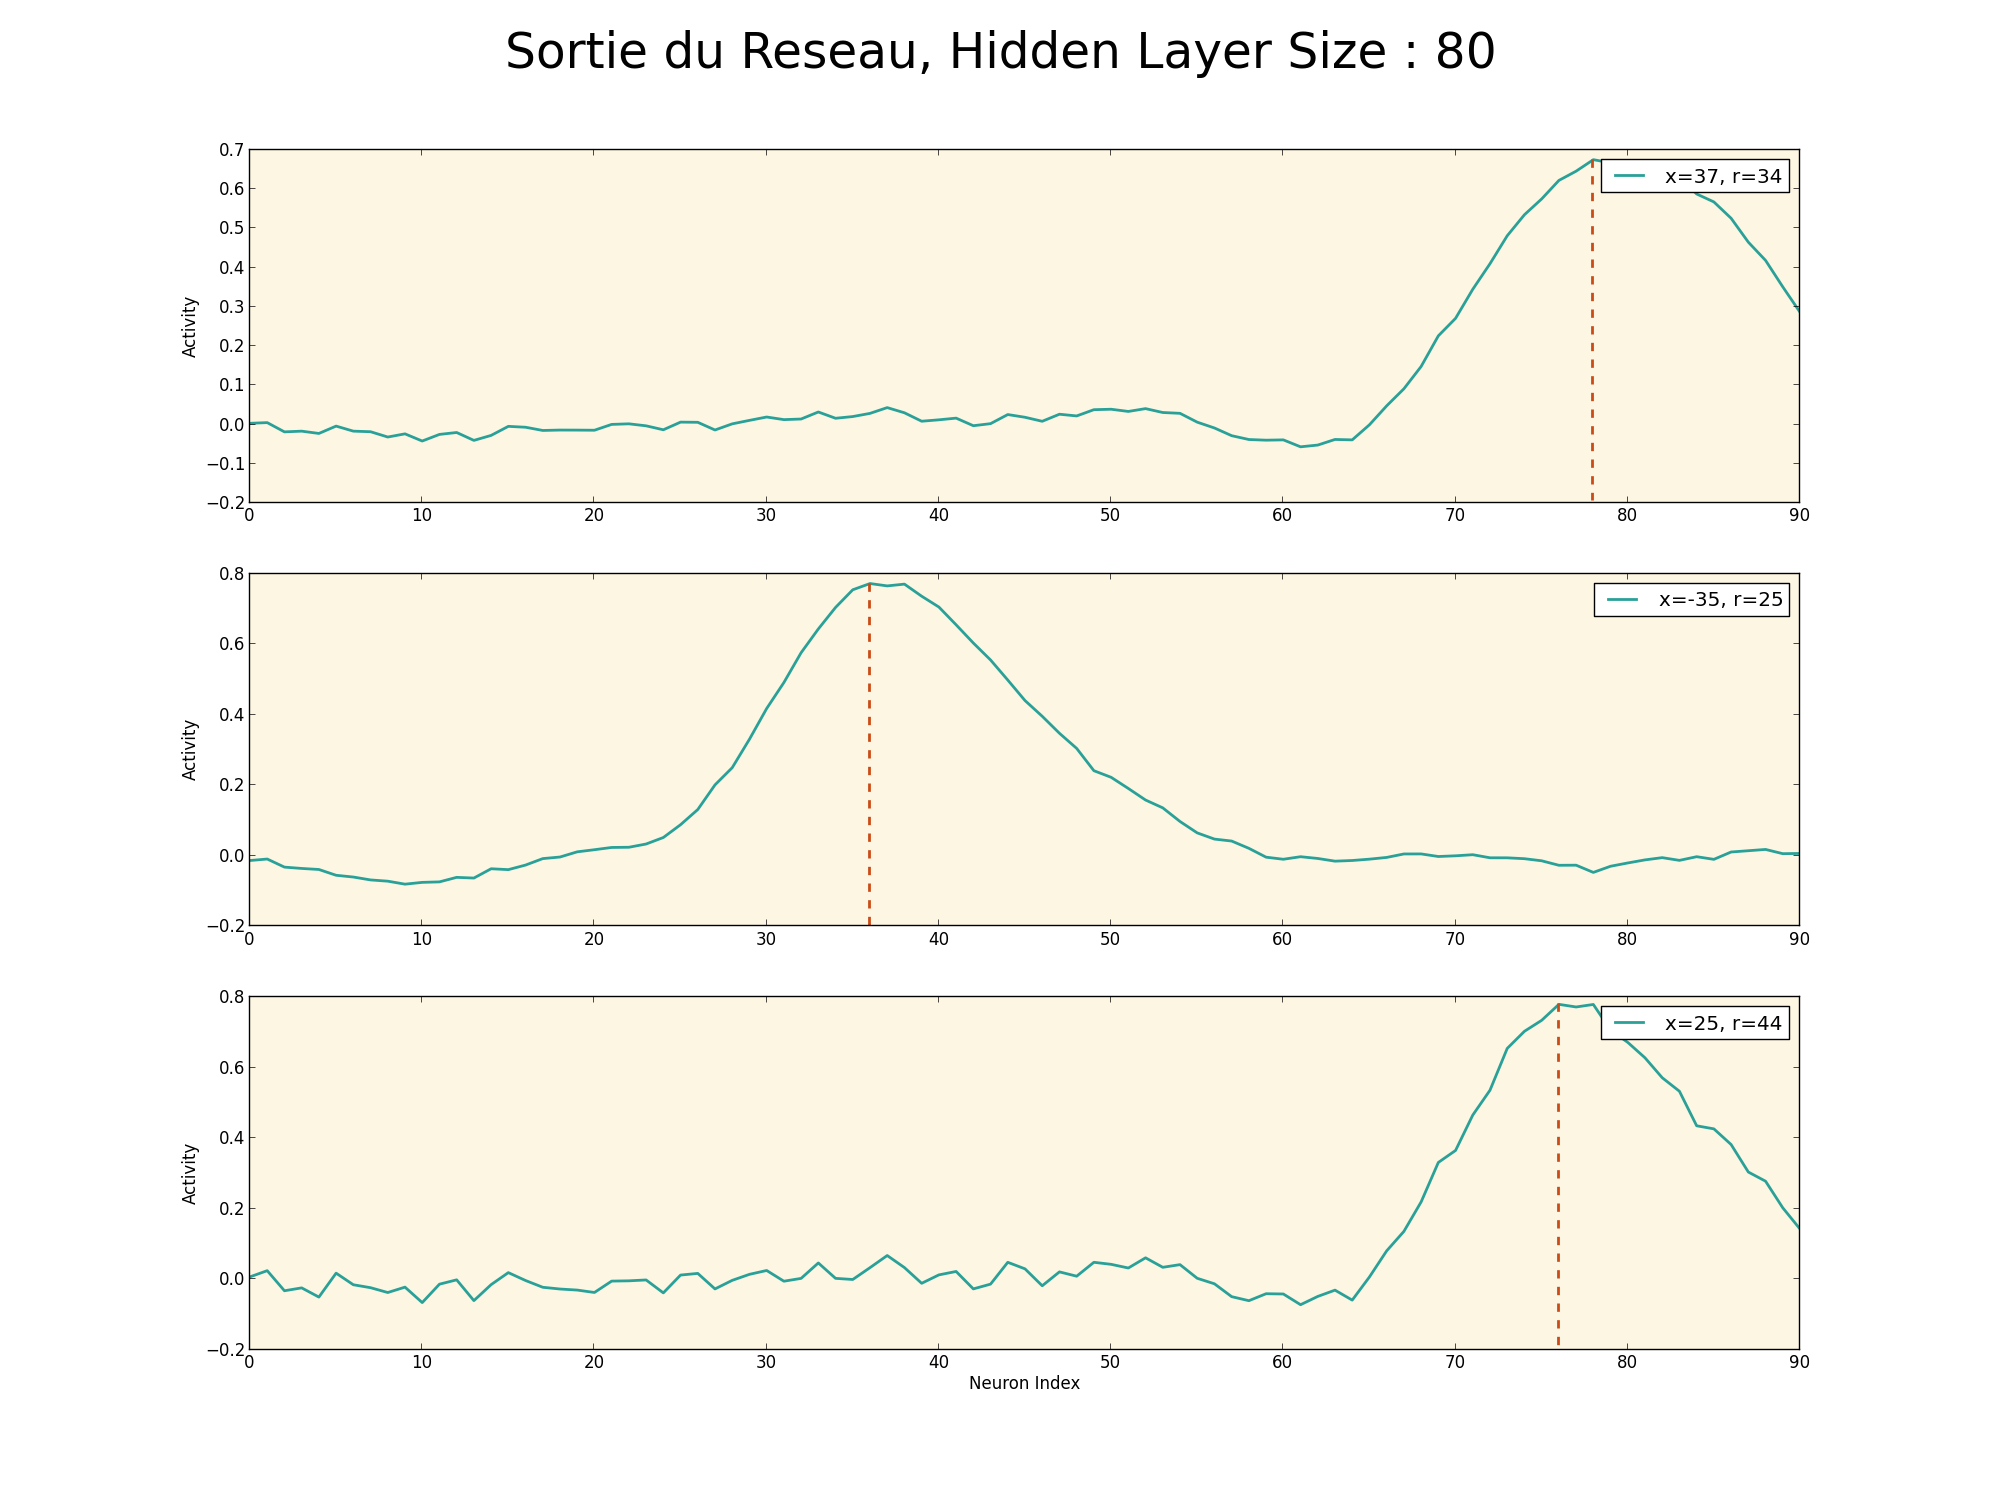 Sortie du Reseau, Hidden Layer Size : 80
0.7
0.6
0.5
0.4
0.3
0.2
0.1
0.0
−0.1
−0.2
Activity
x=37, r=34
0 10 20 30 40 50 60 70 80 90
0.8
0.6
0.4
0.2
0.0
−0.2
Activity
x=-35, r=25
0 10 20 30 40 50 60 70 80 90
0.8
0.6
0.4
0.2
0.0
−0.2
Activity
x=25, r=44
0 10 20 30 40 50 60 70 80 90
Neuron Index